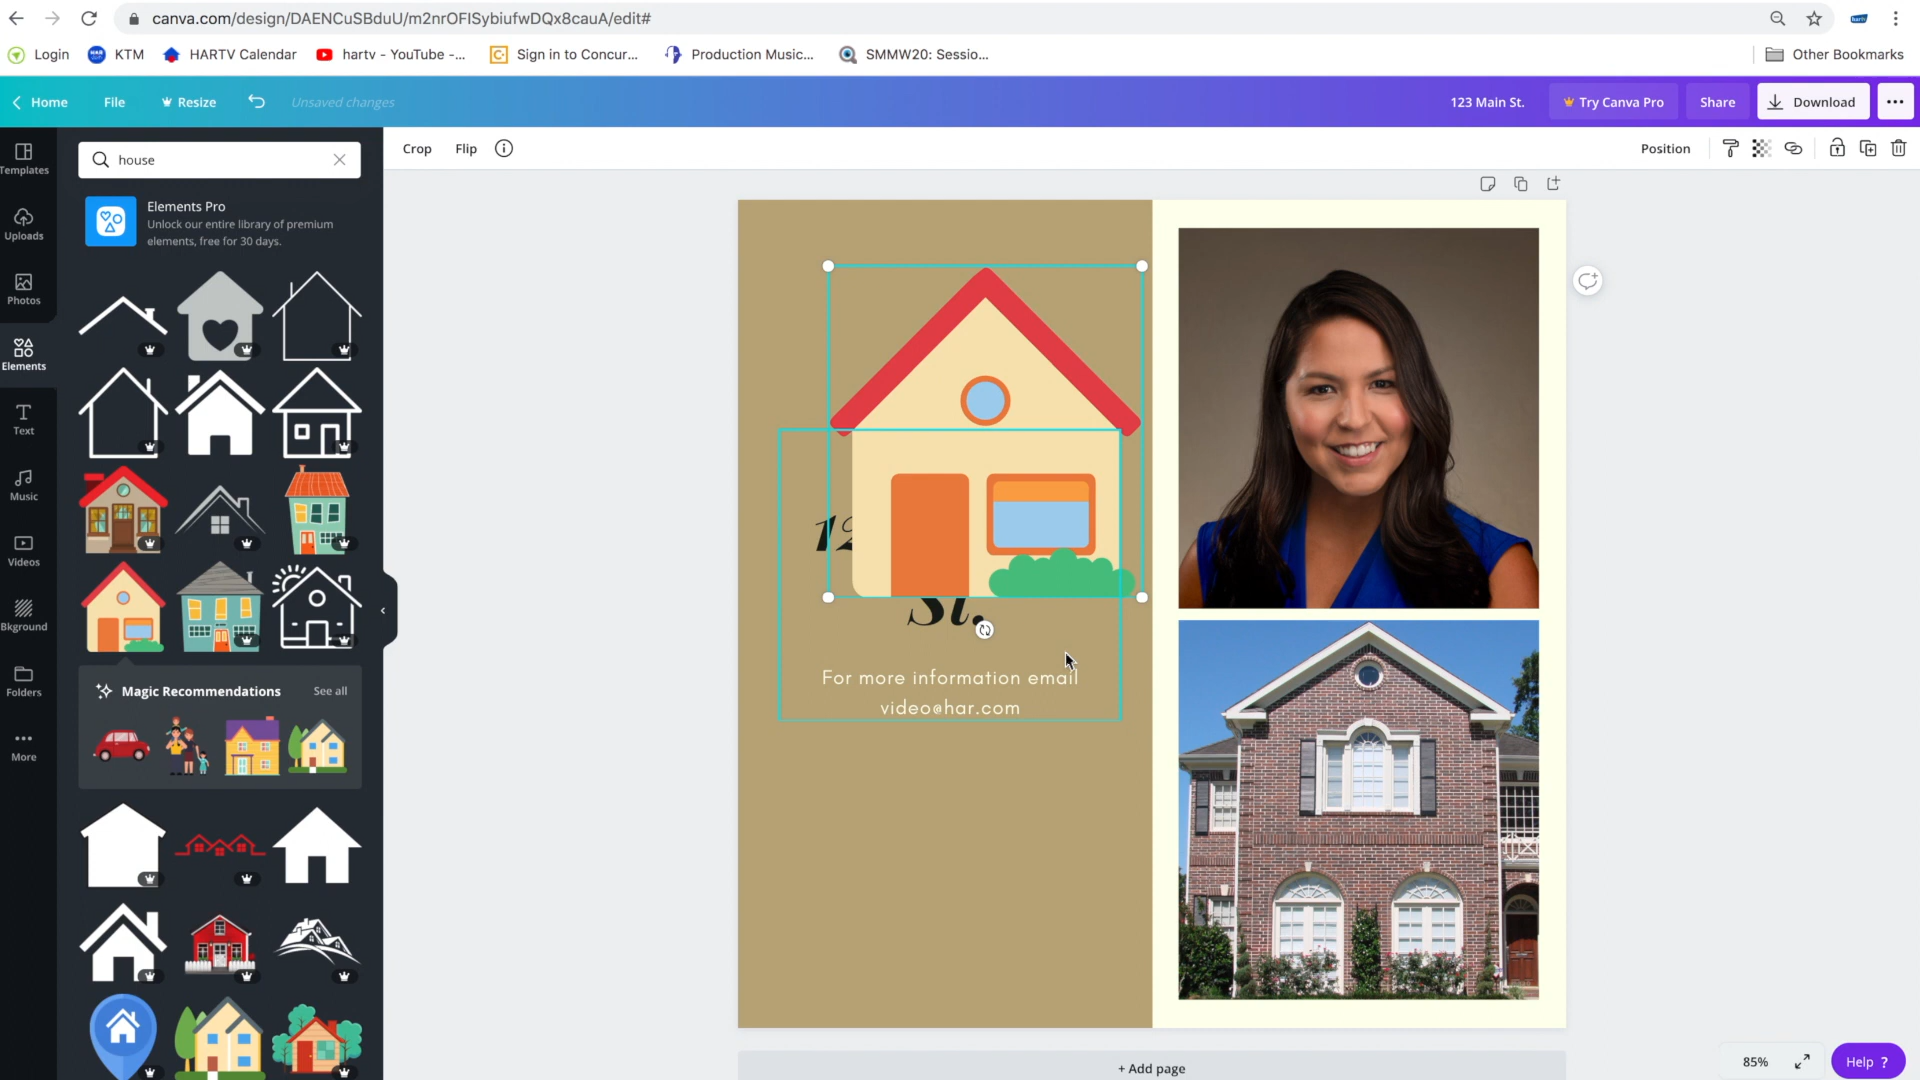 canva.com/design/DAENCuSBduU/m2nrOFISybiufwDQx8cauA/edit#
Login
KTM
HARTV Calendar
hartv - YouTube -...
Sign in to Concur...
Production Music...
SMMW20: Sessio...
Other Bookmarks
Home
File
Resize
Unsaved changes
123 Main St.
Try Canva Pro
Share
Download
Templates
Uploads
Photos
Elements
Text
Music
Videos
Bkground
Folders
More
house
Elements Pro
Unlock our entire library of premium
elements, free for 30 days.
Magic Recommendations
See all
Crop
Flip
Position
12
St.
For more information email
video@har.com
+ Add page
85%
Help ?